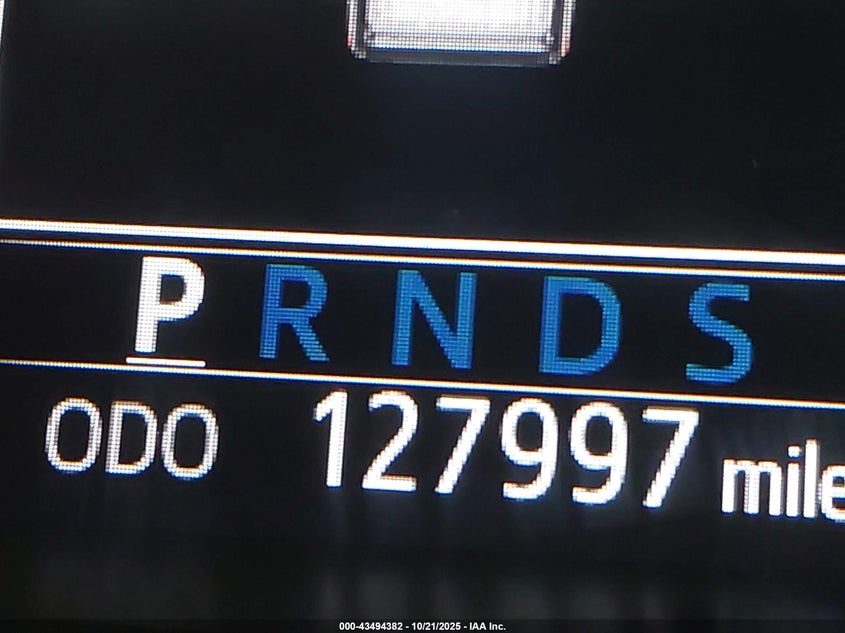 P R N D S
ODO 127997 mile
000-43494382 - 10/21/2025 - IAA Inc.